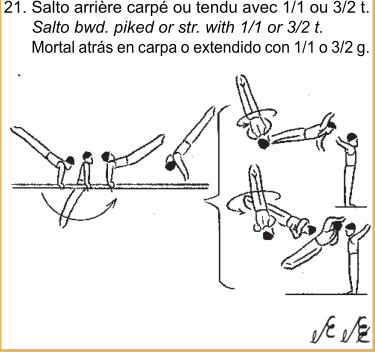 21. Salto arrière carpé ou tendu avec 1/1 ou 3/2 t.
Salto bwd. piked or str. with 1/1 or 3/2 t.
Mortal atrás en carpa o extendido con 1/1 o 3/2 g.